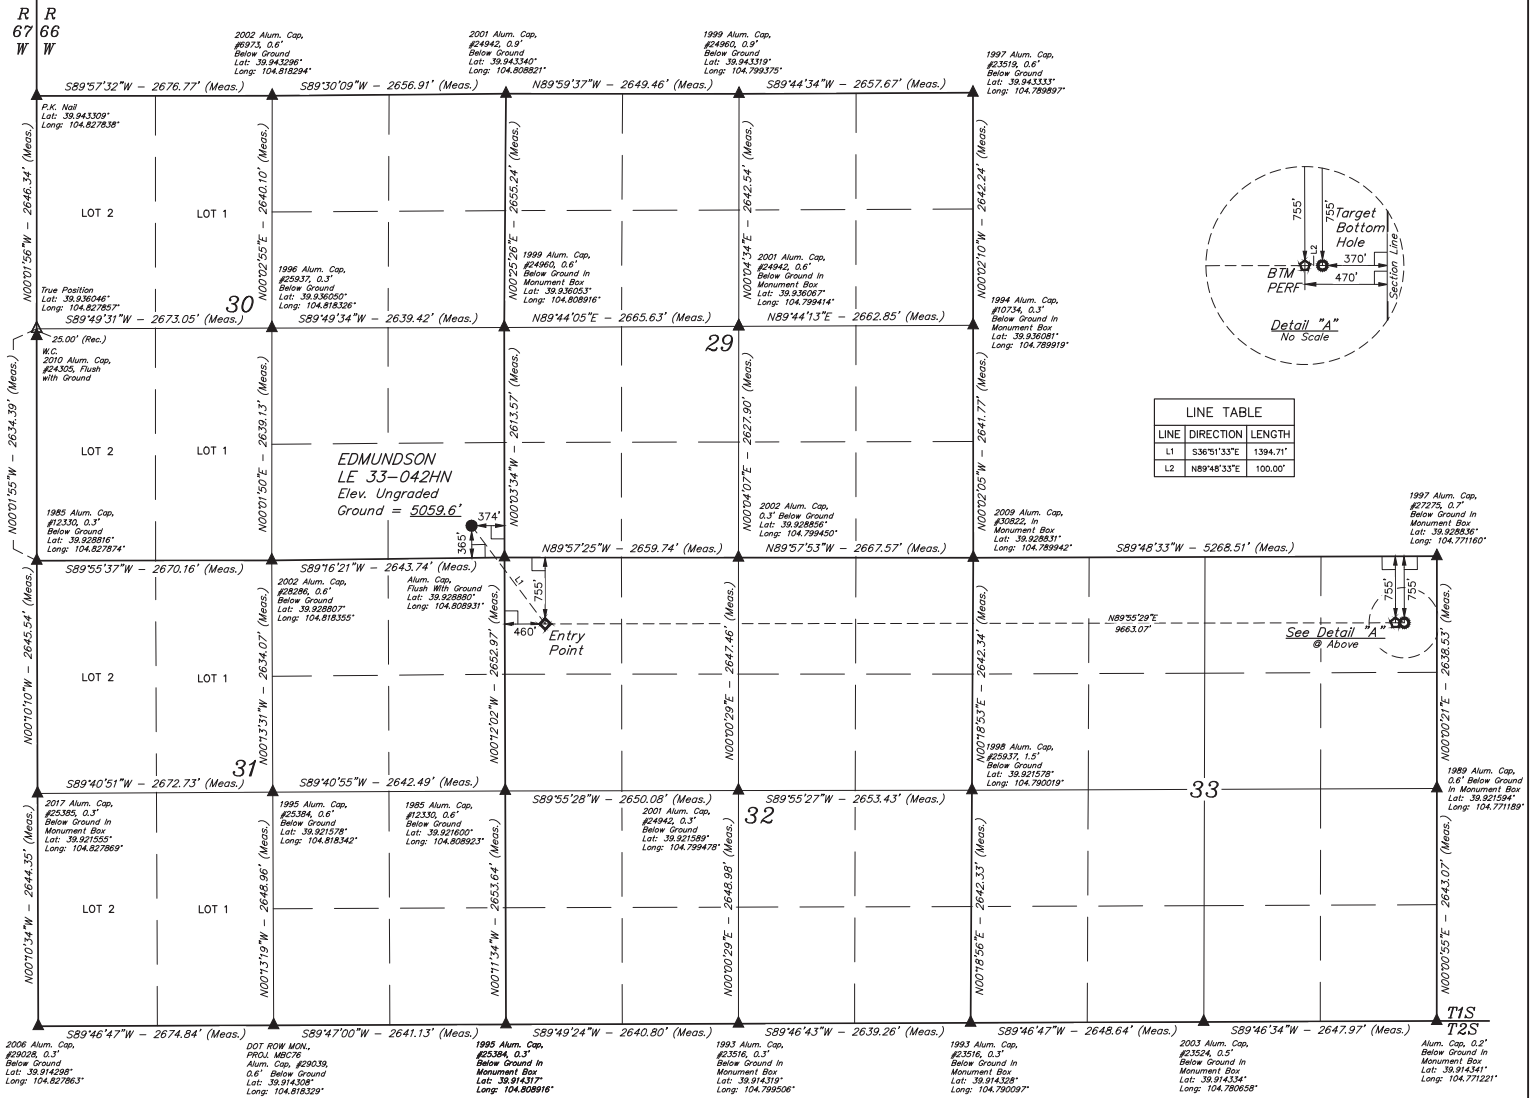 R R
67 66
W W
2002 Alum. Cap,
#6973, 0.6'
Below Ground
Lat: 39.943296°
Long: 104.818294°
2001 Alum. Cap,
#24942, 0.9'
Below Ground
Lat: 39.943340°
Long: 104.808821°
1999 Alum. Cap,
#24960, 0.9'
Below Ground
Lat: 39.943319°
Long: 104.799375°
1997 Alum. Cap,
#23519, 0.6'
Below Ground
Lat: 39.943333°
Long: 104.789897°
S89°57'32"W - 2676.77' (Meas.)
S89°30'09"W - 2656.91' (Meas.)
N89°59'37"W - 2649.46' (Meas.)
S89°44'34"W - 2657.67' (Meas.)
P.K. Nail
Lat: 39.943309°
Long: 104.827838°
N00°01'56"W - 2646.34' (Meas.)
N00°02'55"E - 2640.10' (Meas.)
N00°25'26"E - 2655.24' (Meas.)
N00°04'34"E - 2642.54' (Meas.)
N00°02'10"W - 2642.24' (Meas.)
LOT 2
LOT 1
755'
755'
Target
Bottom
Hole
L2
370'
470'
BTM
PERF
Section Line
Detail "A"
No Scale
True Position
Lat: 39.936046°
Long: 104.827857°
30
1996 Alum. Cap,
#25937, 0.3'
Below Ground
Lat: 39.936050°
Long: 104.818326°
1999 Alum. Cap,
#24960, 0.6'
Below Ground In
Monument Box
Lat: 39.936053°
Long: 104.808916°
2001 Alum. Cap,
#24942, 0.6'
Below Ground In
Monument Box
Lat: 39.936067°
Long: 104.799414°
1994 Alum. Cap,
#10734, 0.3'
Below Ground In
Monument Box
Lat: 39.936081°
Long: 104.789919°
S89°49'31"W - 2673.05' (Meas.)
S89°49'34"W - 2639.42' (Meas.)
N89°44'05"E - 2665.63' (Meas.)
N89°44'13"E - 2662.85' (Meas.)
29
25.00' (Rec.)
W.C.
2010 Alum. Cap,
#24305, Flush
with Ground
N00°01'55"W - 2634.39' (Meas.)
N00°01'50"E - 2639.13' (Meas.)
N00°03'34"W - 2613.57' (Meas.)
N00°04'07"E - 2627.90' (Meas.)
N00°02'05"W - 2641.77' (Meas.)
LINE TABLE
LINE DIRECTION LENGTH
L1 S36°51'33"E 1394.71'
L2 N89°48'33"E 100.00'
LOT 2
LOT 1
EDMUNDSON
LE 33-042HN
Elev. Ungraded
Ground = 5059.6'
374'
365'
1985 Alum. Cap,
#12330, 0.3'
Below Ground
Lat: 39.928816°
Long: 104.827874°
2002 Alum. Cap,
0.3' Below Ground
Lat: 39.928856°
Long: 104.799450°
2009 Alum. Cap,
#30822, In
Monument Box
Lat: 39.928831°
Long: 104.789942°
1997 Alum. Cap,
#27275, 0.7'
Below Ground In
Monument Box
Lat: 39.928836°
Long: 104.771160°
S89°55'37"W - 2670.16' (Meas.)
S89°16'21"W - 2643.74' (Meas.)
N89°57'25"W - 2659.74' (Meas.)
N89°57'53"W - 2667.57' (Meas.)
S89°48'33"W - 5268.51' (Meas.)
2002 Alum. Cap,
#28286, 0.6'
Below Ground
Lat: 39.928807°
Long: 104.818355°
Alum. Cap,
Flush With Ground
Lat: 39.928880°
Long: 104.808931°
L1
755'
460'
Entry
Point
N89°55'29"E
9663.07'
755'
755'
See Detail "A"
@ Above
N00°10'10"W - 2645.54' (Meas.)
N00°13'31"W - 2634.07' (Meas.)
N00°12'02"W - 2652.97' (Meas.)
N00°00'29"E - 2647.46' (Meas.)
N00°18'53"E - 2642.34' (Meas.)
N00°00'21"E - 2638.53' (Meas.)
LOT 2
LOT 1
31
1998 Alum. Cap,
#25937, 1.5'
Below Ground
Lat: 39.921578°
Long: 104.790019°
1989 Alum. Cap,
0.6' Below Ground
In Monument Box
Lat: 39.921594°
Long: 104.771189°
S89°40'51"W - 2672.73' (Meas.)
S89°40'55"W - 2642.49' (Meas.)
S89°55'28"W - 2650.08' (Meas.)
S89°55'27"W - 2653.43' (Meas.)
33
32
2017 Alum. Cap,
#25385, 0.3'
Below Ground In
Monument Box
Lat: 39.921555°
Long: 104.827869°
1995 Alum. Cap,
#25384, 0.6'
Below Ground
Lat: 39.921578°
Long: 104.818342°
1985 Alum. Cap,
#12330, 0.6'
Below Ground
Lat: 39.921600°
Long: 104.808923°
2001 Alum. Cap,
#24942, 0.3'
Below Ground
Lat: 39.921589°
Long: 104.799478°
N00°10'34"W - 2644.35' (Meas.)
N00°13'19"W - 2648.96' (Meas.)
N00°11'34"W - 2653.64' (Meas.)
N00°00'29"E - 2648.98' (Meas.)
N00°18'56"E - 2642.33' (Meas.)
N00°00'55"E - 2643.07' (Meas.)
LOT 2
LOT 1
T1S
T2S
S89°46'47"W - 2674.84' (Meas.)
S89°47'00"W - 2641.13' (Meas.)
S89°49'24"W - 2640.80' (Meas.)
S89°46'43"W - 2639.26' (Meas.)
S89°46'47"W - 2648.64' (Meas.)
S89°46'34"W - 2647.97' (Meas.)
2006 Alum. Cap,
#29028, 0.3'
Below Ground
Lat: 39.914298°
Long: 104.827863°
DOT ROW MON.,
PROJ. MBC76
Alum. Cap, #29039,
0.6' Below Ground
Lat: 39.914308°
Long: 104.818329°
1995 Alum. Cap,
#25384, 0.3'
Below Ground In
Monument Box
Lat: 39.914317°
Long: 104.808916°
1993 Alum. Cap,
#23516, 0.3'
Below Ground In
Monument Box
Lat: 39.914319°
Long: 104.799506°
1993 Alum. Cap,
#23516, 0.3'
Below Ground In
Monument Box
Lat: 39.914328°
Long: 104.790097°
2003 Alum. Cap,
#23524, 0.5'
Below Ground In
Monument Box
Lat: 39.914334°
Long: 104.780658°
Alum. Cap, 0.2'
Below Ground In
Monument Box
Lat: 39.914341°
Long: 104.771221°